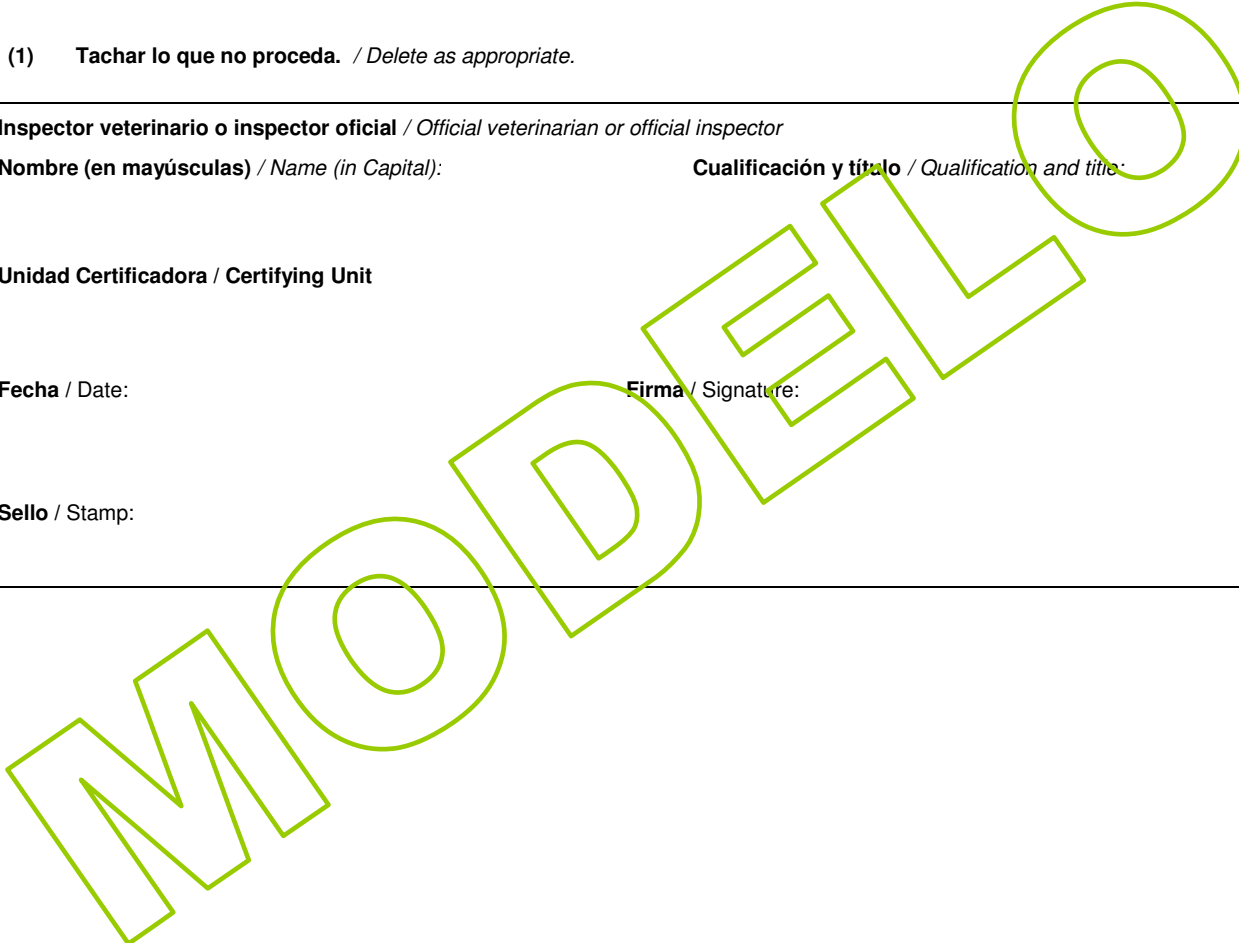 (1) Tachar lo que no proceda. / Delete as appropriate.
Inspector veterinario o inspector oficial / Official veterinarian or official inspector
Nombre (en mayúsculas) / Name (in Capital): Cualificación y título / Qualification and title:
Unidad Certificadora / Certifying Unit
Fecha / Date: Firma / Signature:
Sello / Stamp:
MODELO